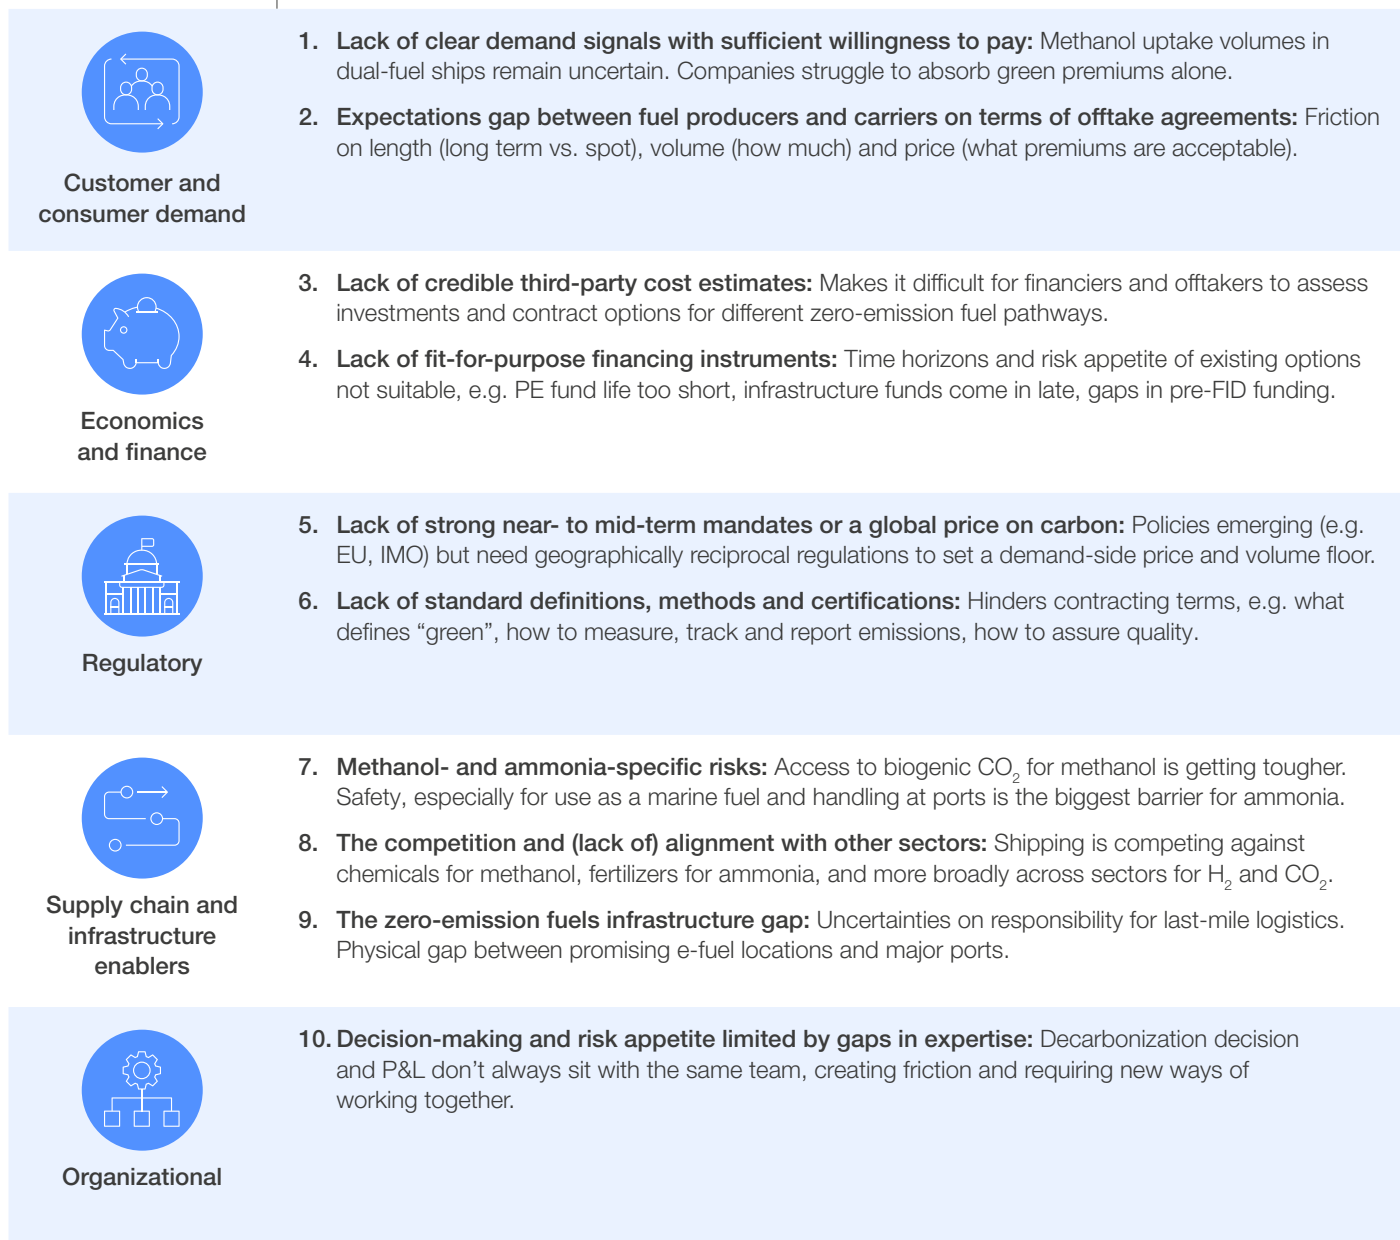 Customer and
consumer demand
1. Lack of clear demand signals with sufficient willingness to pay: Methanol uptake volumes in
dual-fuel ships remain uncertain. Companies struggle to absorb green premiums alone.
2. Expectations gap between fuel producers and carriers on terms of offtake agreements: Friction
on length (long term vs. spot), volume (how much) and price (what premiums are acceptable).
Economics
and finance
3. Lack of credible third-party cost estimates: Makes it difficult for financiers and offtakers to assess
investments and contract options for different zero-emission fuel pathways.
4. Lack of fit-for-purpose financing instruments: Time horizons and risk appetite of existing options
not suitable, e.g. PE fund life too short, infrastructure funds come in late, gaps in pre-FID funding.
Regulatory
5. Lack of strong near- to mid-term mandates or a global price on carbon: Policies emerging (e.g.
EU, IMO) but need geographically reciprocal regulations to set a demand-side price and volume floor.
6. Lack of standard definitions, methods and certifications: Hinders contracting terms, e.g. what
defines “green”, how to measure, track and report emissions, how to assure quality.
Supply chain and
infrastructure
enablers
7. Methanol- and ammonia-specific risks: Access to biogenic CO₂ for methanol is getting tougher.
Safety, especially for use as a marine fuel and handling at ports is the biggest barrier for ammonia.
8. The competition and (lack of) alignment with other sectors: Shipping is competing against
chemicals for methanol, fertilizers for ammonia, and more broadly across sectors for H₂ and CO₂.
9. The zero-emission fuels infrastructure gap: Uncertainties on responsibility for last-mile logistics.
Physical gap between promising e-fuel locations and major ports.
Organizational
10. Decision-making and risk appetite limited by gaps in expertise: Decarbonization decision
and P&L don’t always sit with the same team, creating friction and requiring new ways of
working together.